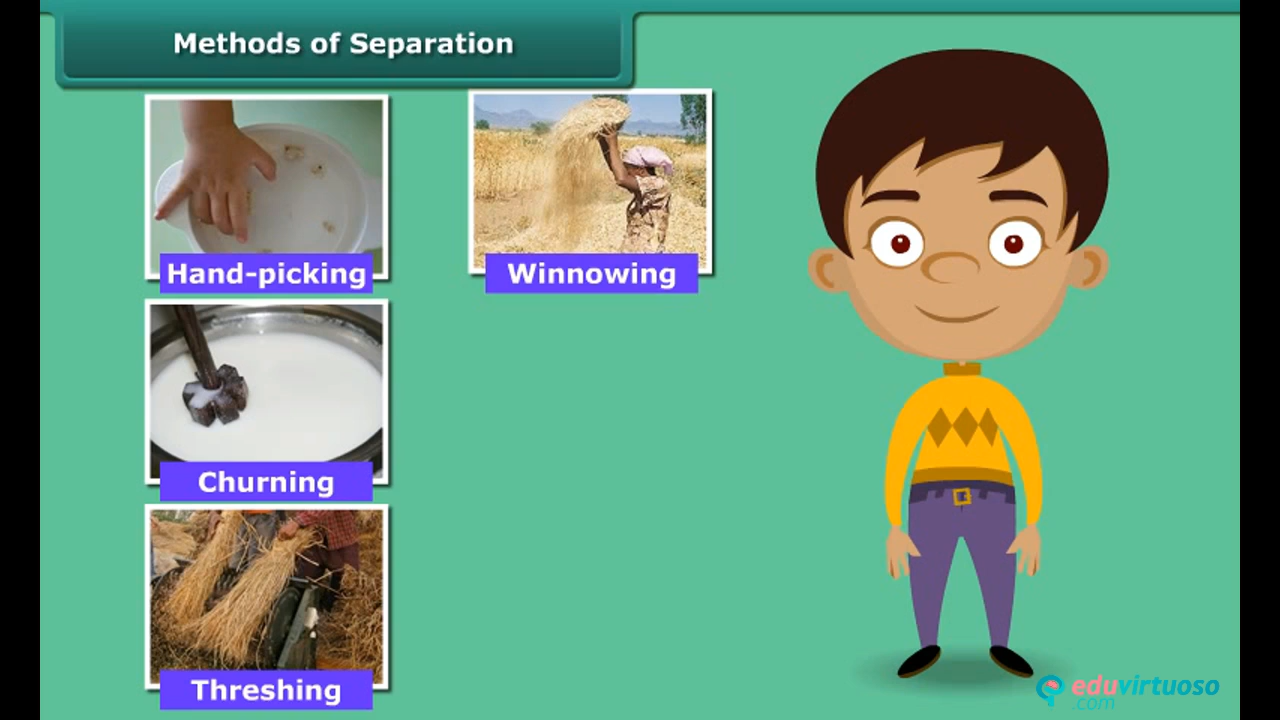 Methods of Separation
Hand-picking
Winnowing
Churning
Threshing
eduvirtuoso
.com